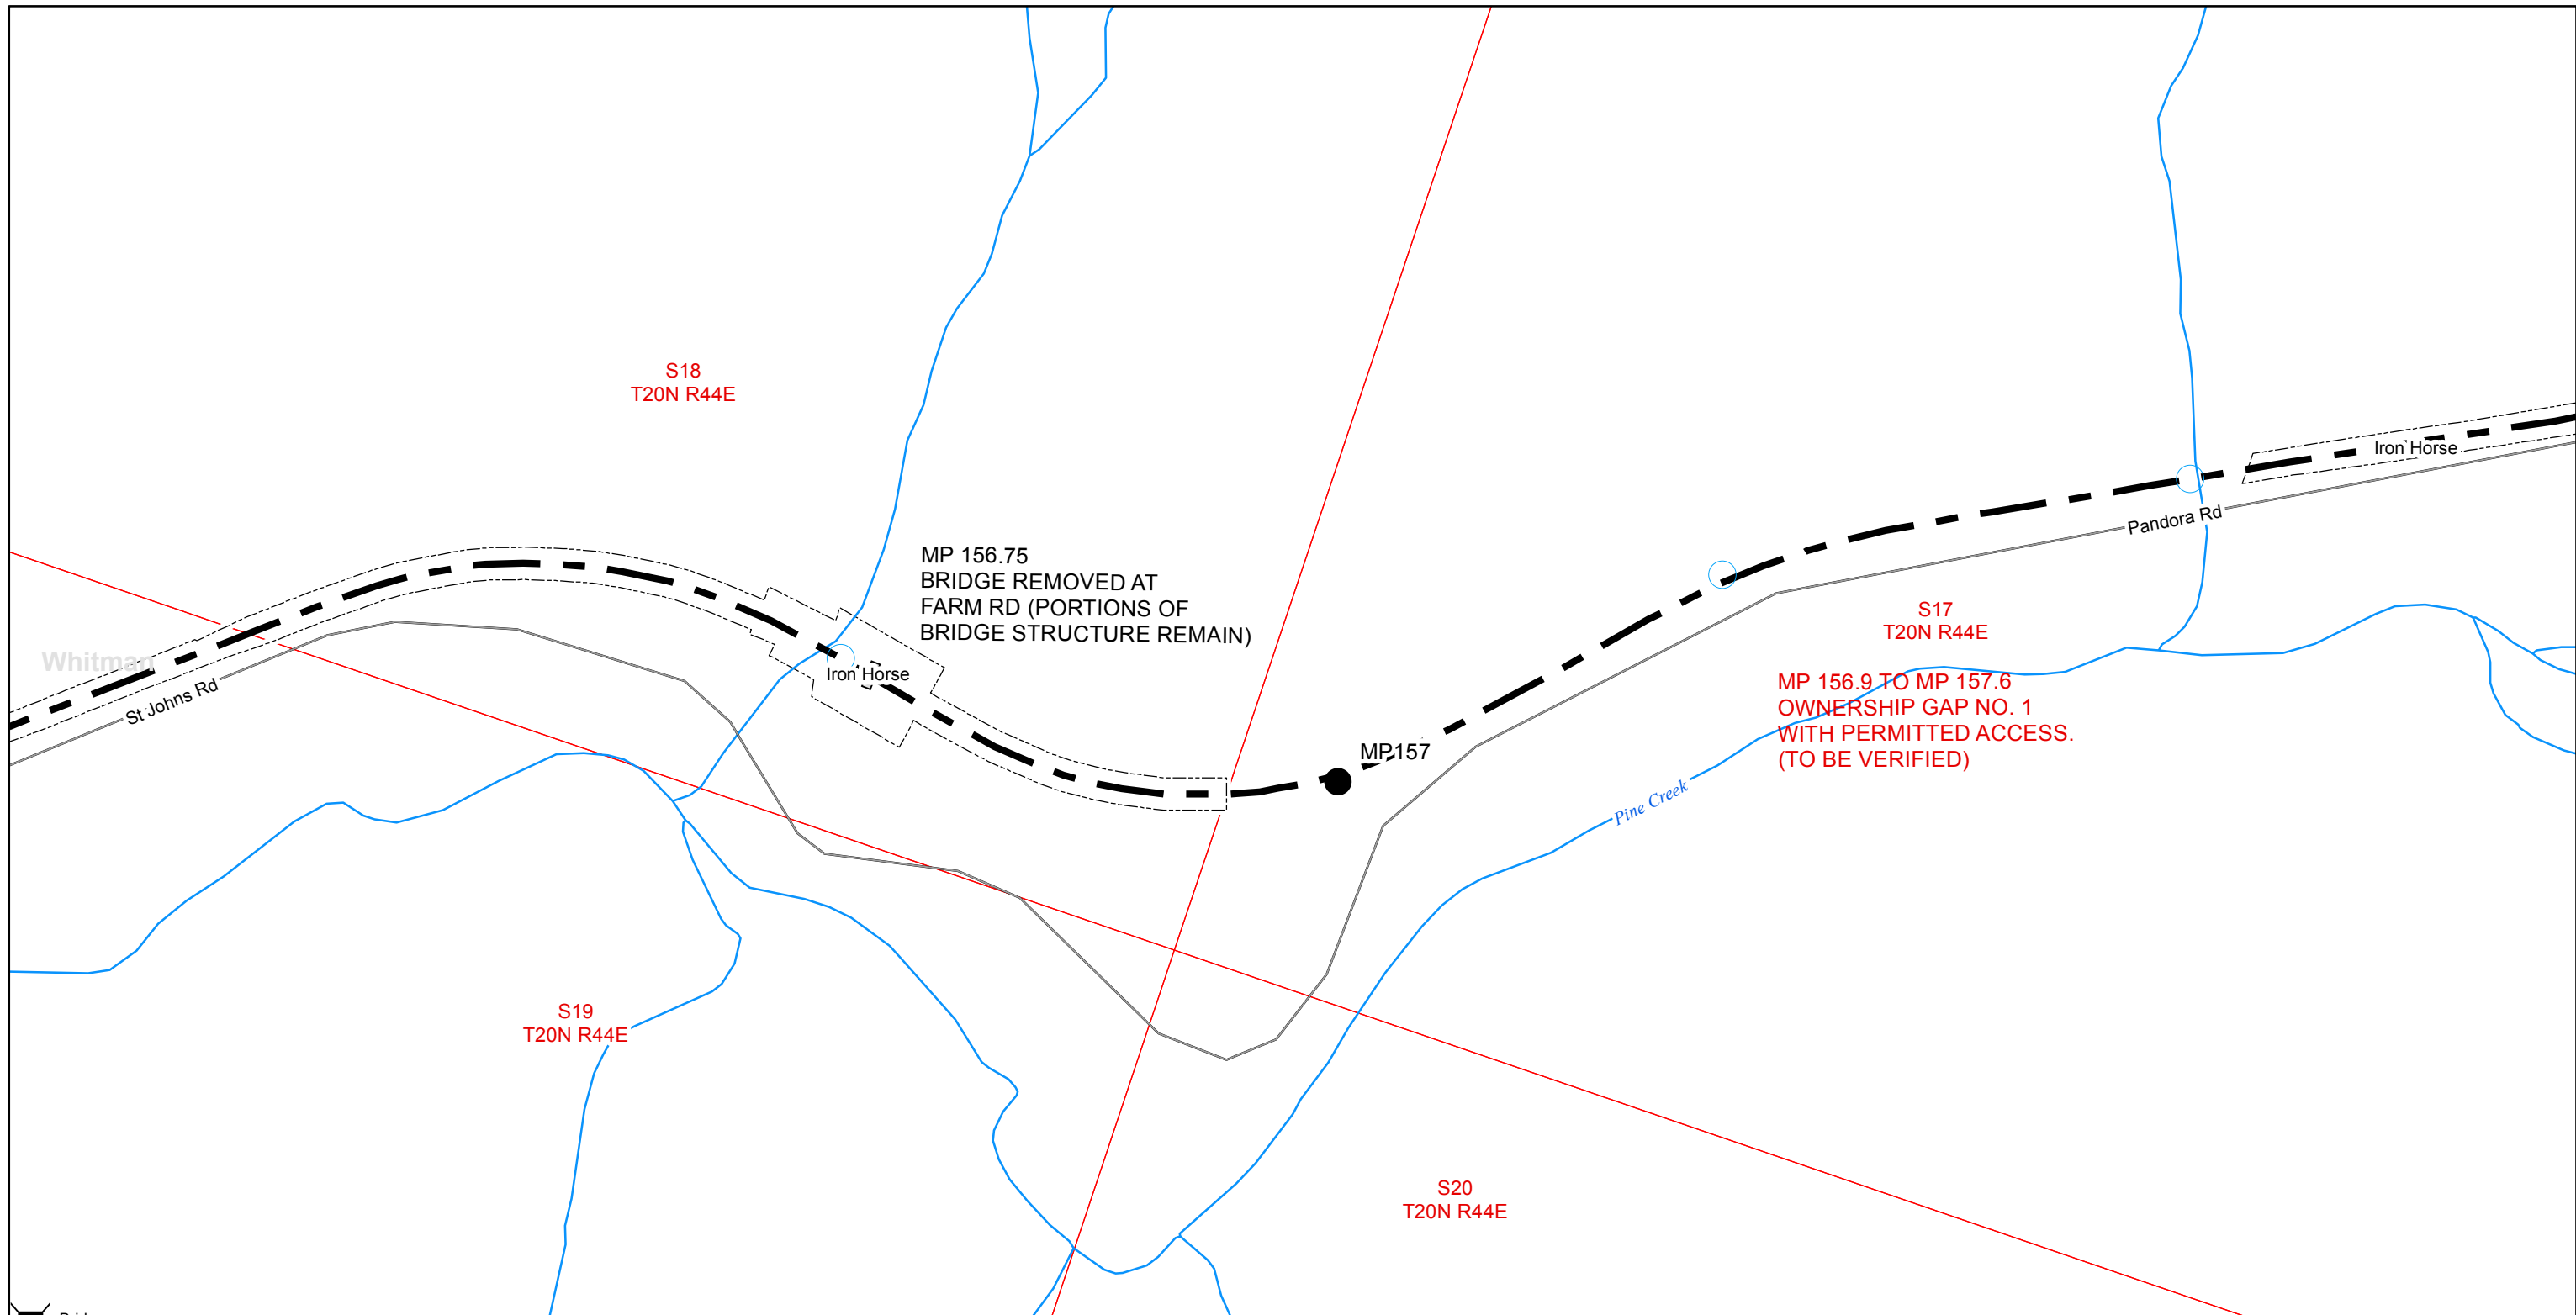 S18
T20N R44E
Iron Horse
Pandora Rd
MP 156.75
BRIDGE REMOVED AT
FARM RD (PORTIONS OF
BRIDGE STRUCTURE REMAIN)
S17
T20N R44E
Whitman
St Johns Rd
Iron Horse
MP 156.9 TO MP 157.6
OWNERSHIP GAP NO. 1
WITH PERMITTED ACCESS.
(TO BE VERIFIED)
MP157
Pine Creek
S19
T20N R44E
S20
T20N R44E